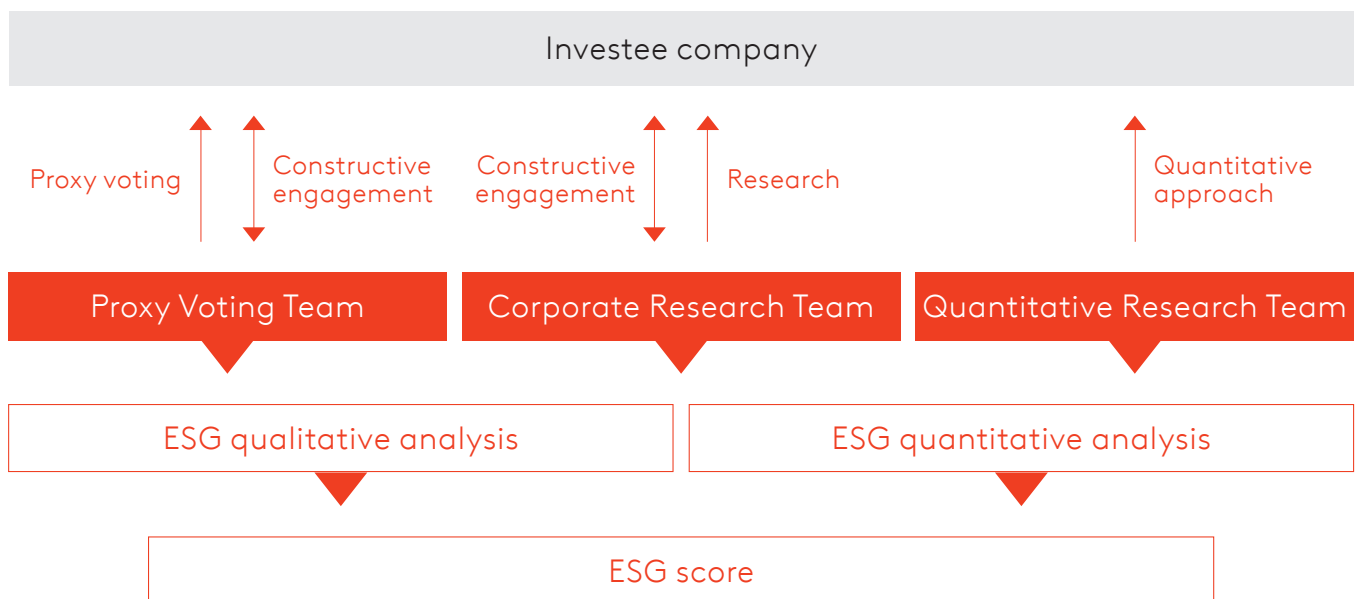 Investee company
Proxy voting
Constructive
engagement
Constructive
engagement
Research
Quantitative
approach
Proxy Voting Team
Corporate Research Team
Quantitative Research Team
ESG qualitative analysis
ESG quantitative analysis
ESG score